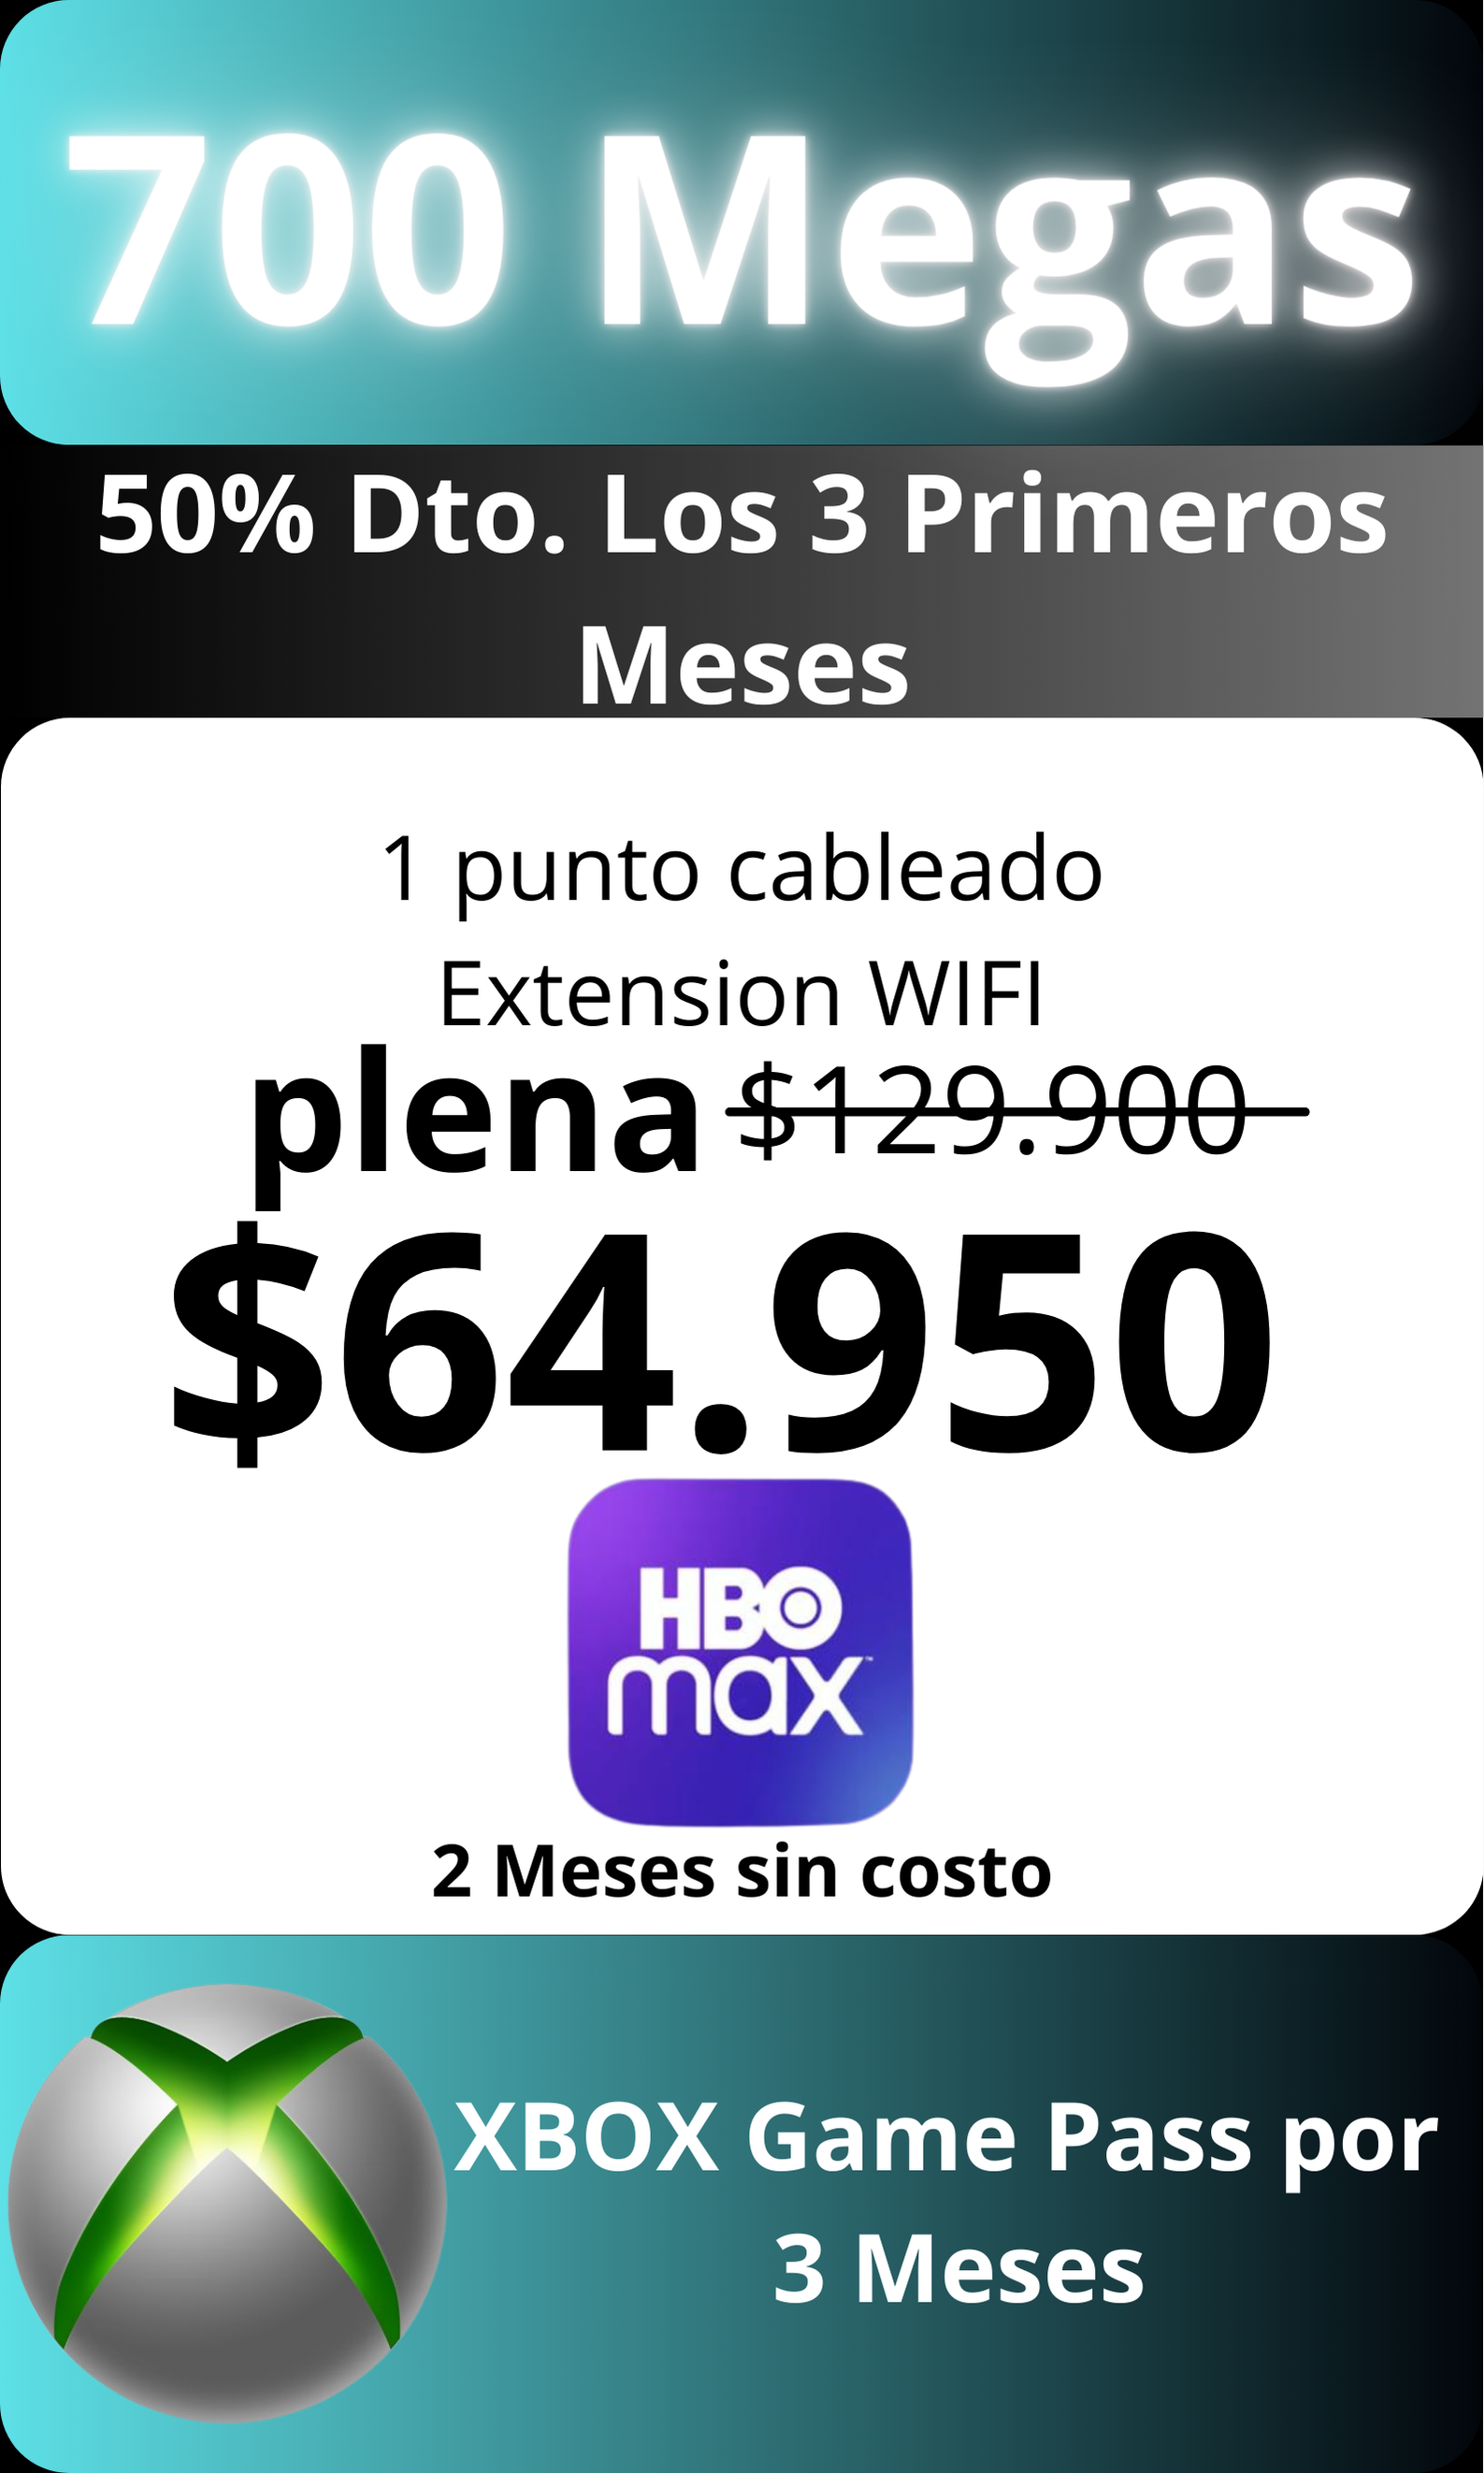 700 Megas
50% Dto. Los 3 Primeros
Meses
1 punto cableado
Extension WIFI
plena $129.900
$64.950
HBO
max™
2 Meses sin costo
XBOX Game Pass por
3 Meses